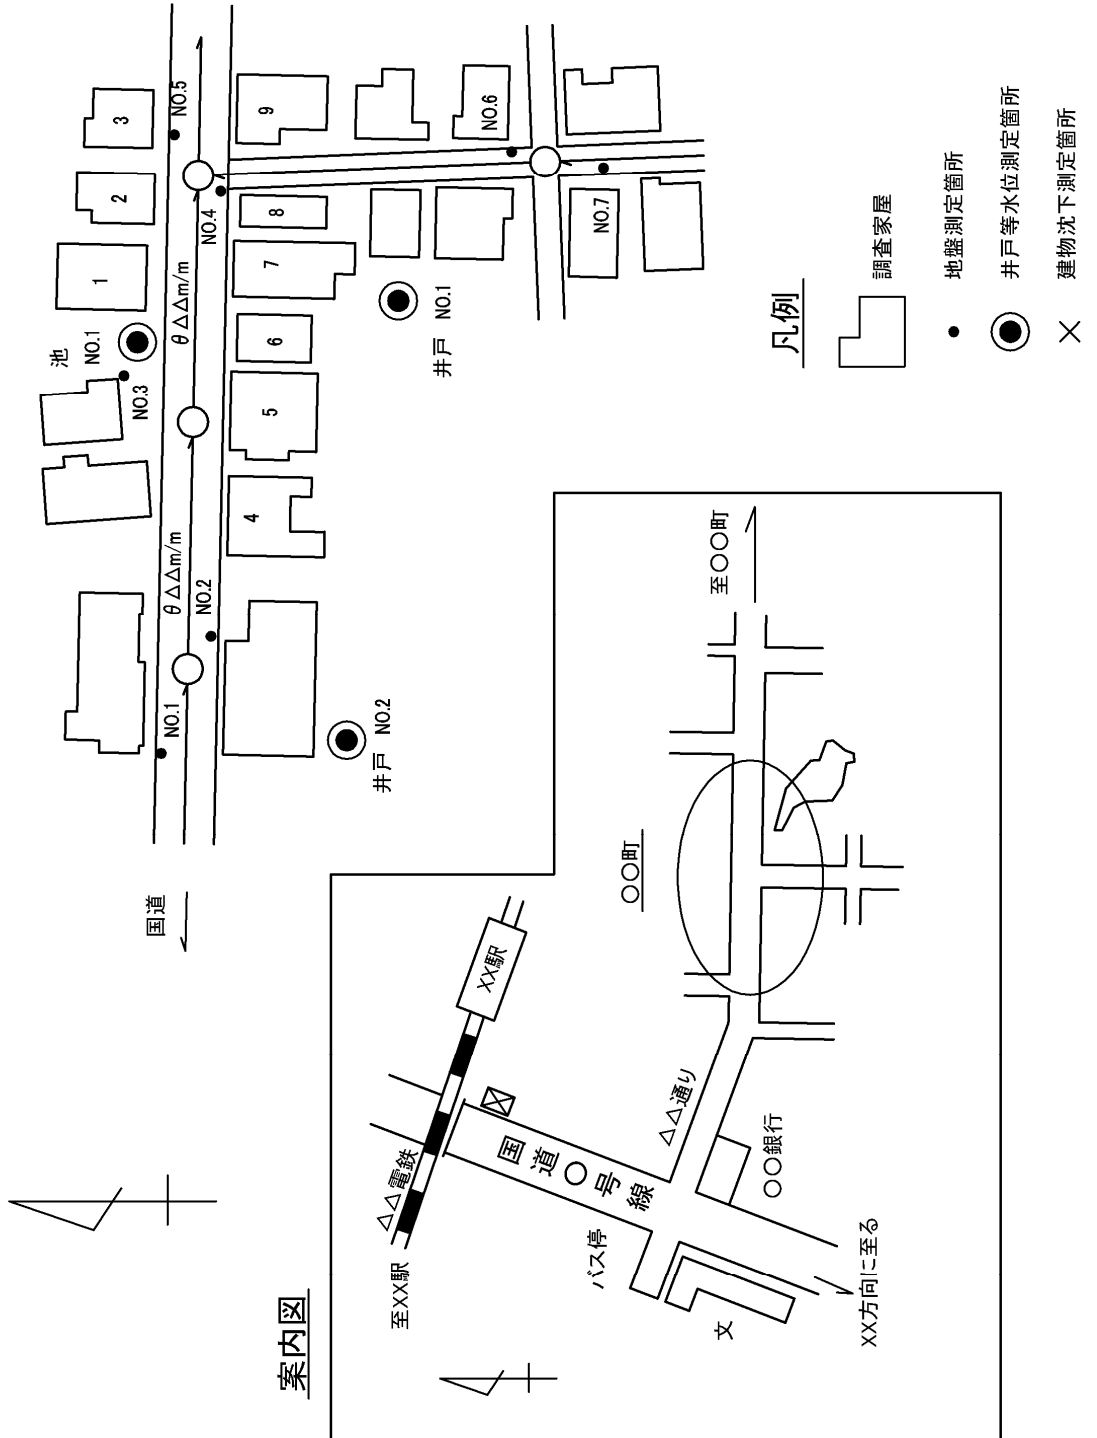 案内図
至XX駅
△△電鉄
XX駅
国道○号線
バス停
文
XX方向に至る
△△通り
○○銀行
○○町
至○○町
国道
NO.1
θ△△m/m
NO.2
井戸 NO.2
池
NO.1
NO.3
θ△△m/m
NO.4
NO.5
1
2
3
4
5
6
7
8
9
井戸 NO.1
NO.6
NO.7
凡例
調査家屋
地盤測定箇所
井戸等水位測定箇所
建物沈下測定箇所